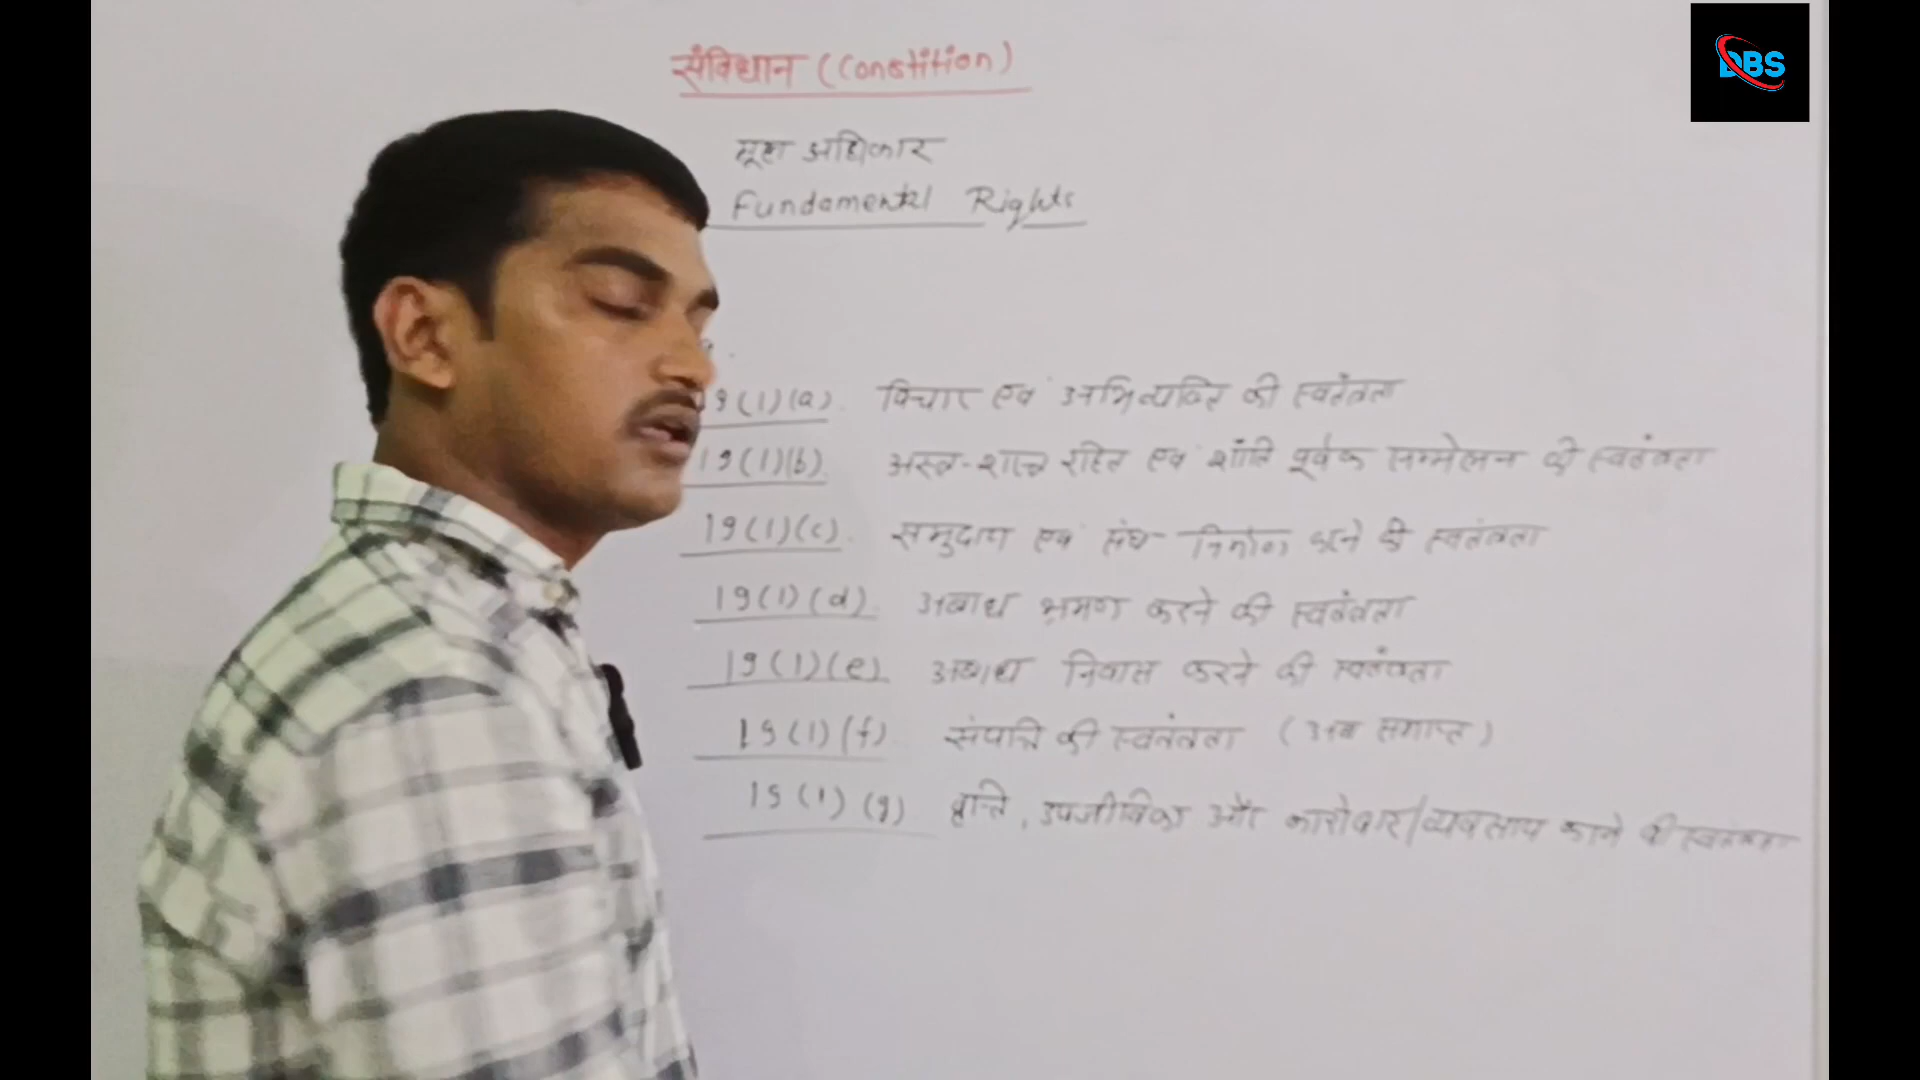 DBS
संविधान (Constition)
मूल अधिकार
Fundamental Rights
9(1)(a). विचार एवं अभिव्यक्ति की स्वतंत्रता
19(1)(b). अस्त्र-शस्त्र रहित एवं शांति पूर्वक सम्मेलन की स्वतंत्रता
19(1)(c). समुदाय एवं संघ निर्माण करने की स्वतंत्रता
19(1)(d). अबाध भ्रमण करने की स्वतंत्रता
19(1)(e). अबाध निवास करने की स्वतंत्रता
19(1)(f) संपत्ति की स्वतंत्रता (अब समाप्त)
19(1)(g) वृत्ति, उपजीविका और कारोबार/व्यवसाय करने की स्वतंत्रता